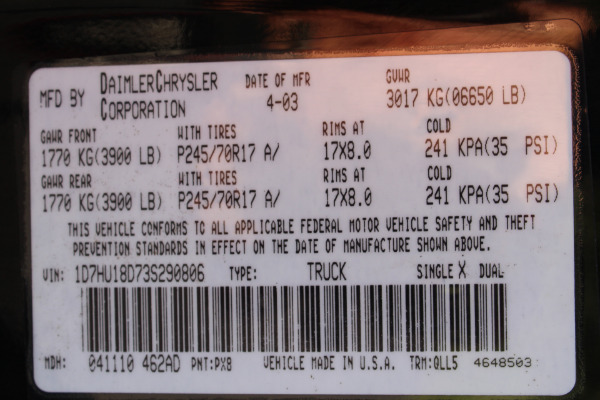 MFD BY DAIMLERCHRYSLER CORPORATION DATE OF MFR 4-03 GVWR 3017 KG(06650 LB)
GAWR FRONT WITH TIRES RIMS AT COLD
1770 KG(3900 LB) P245/70R17 A/ 17X8.0 241 KPA(35 PSI)
GAWR REAR WITH TIRES RIMS AT COLD
1770 KG(3900 LB) P245/70R17 A/ 17X8.0 241 KPA(35 PSI)
THIS VEHICLE CONFORMS TO ALL APPLICABLE FEDERAL MOTOR VEHICLE SAFETY AND THEFT
PREVENTION STANDARDS IN EFFECT ON THE DATE OF MANUFACTURE SHOWN ABOVE.
VIN: 1D7HU18D73S290806 TYPE: TRUCK SINGLE X DUAL
MDH: 041110 462AD PNT:PX8 VEHICLE MADE IN U.S.A. TRM:QLL5 4648503